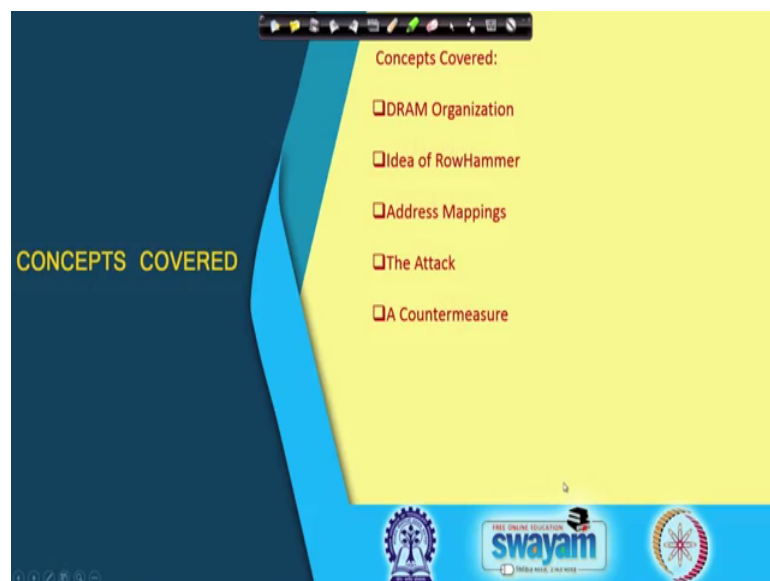 Concepts Covered:
❑DRAM Organization
❑Idea of RowHammer
❑Address Mappings
❑The Attack
❑A Countermeasure
CONCEPTS COVERED
FREE ONLINE EDUCATION
swayam